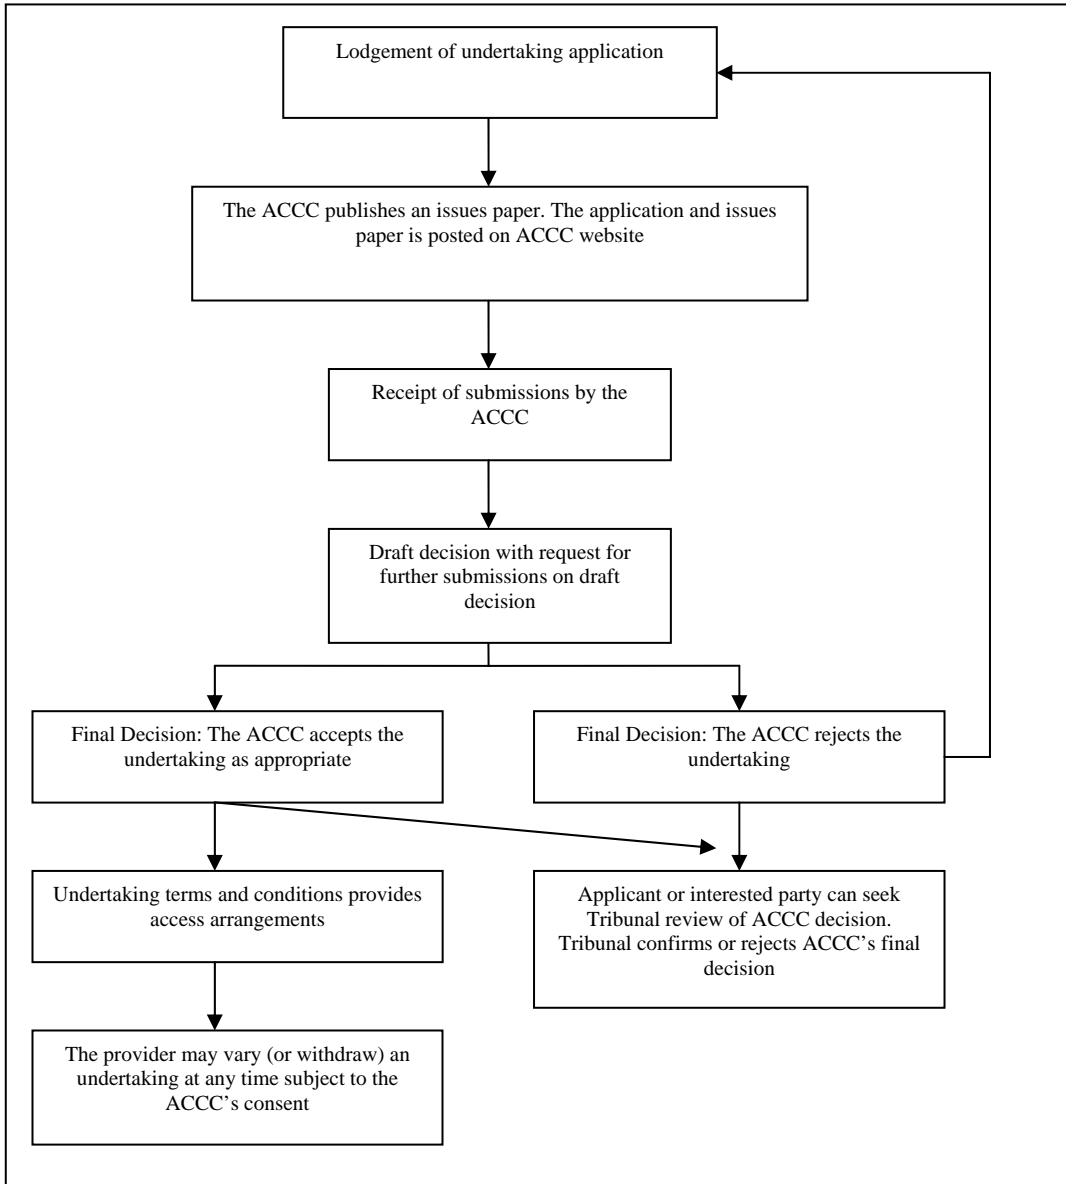 Lodgement of undertaking application
The ACCC publishes an issues paper. The application and issues
paper is posted on ACCC website
Receipt of submissions by the
ACCC
Draft decision with request for
further submissions on draft
decision
Final Decision: The ACCC accepts the
undertaking as appropriate
Final Decision: The ACCC rejects the
undertaking
Undertaking terms and conditions provides
access arrangements
Applicant or interested party can seek
Tribunal review of ACCC decision.
Tribunal confirms or rejects ACCC’s final
decision
The provider may vary (or withdraw) an
undertaking at any time subject to the
ACCC’s consent